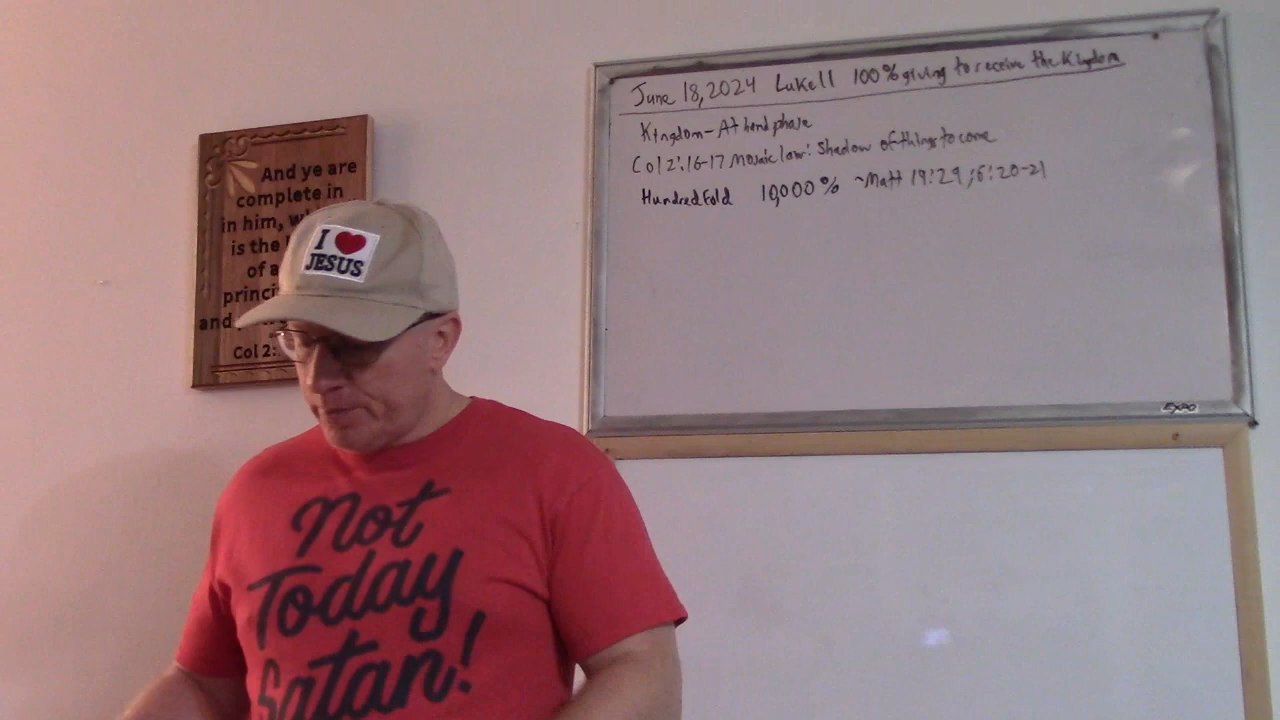 June 18, 2024 Luke 11 100% giving to receive the Kingdom
Kingdom - At hand phase
Col 2:16-17 Mosaic law: Shadow of things to come
Hundred Fold 10,000% ~Matt 19:29; 6:20-21
EXPO
And ye are
complete in
in him, w
is the
of a
princi
and
Col 2:
I ❤ JESUS
Not
Today
Satan!